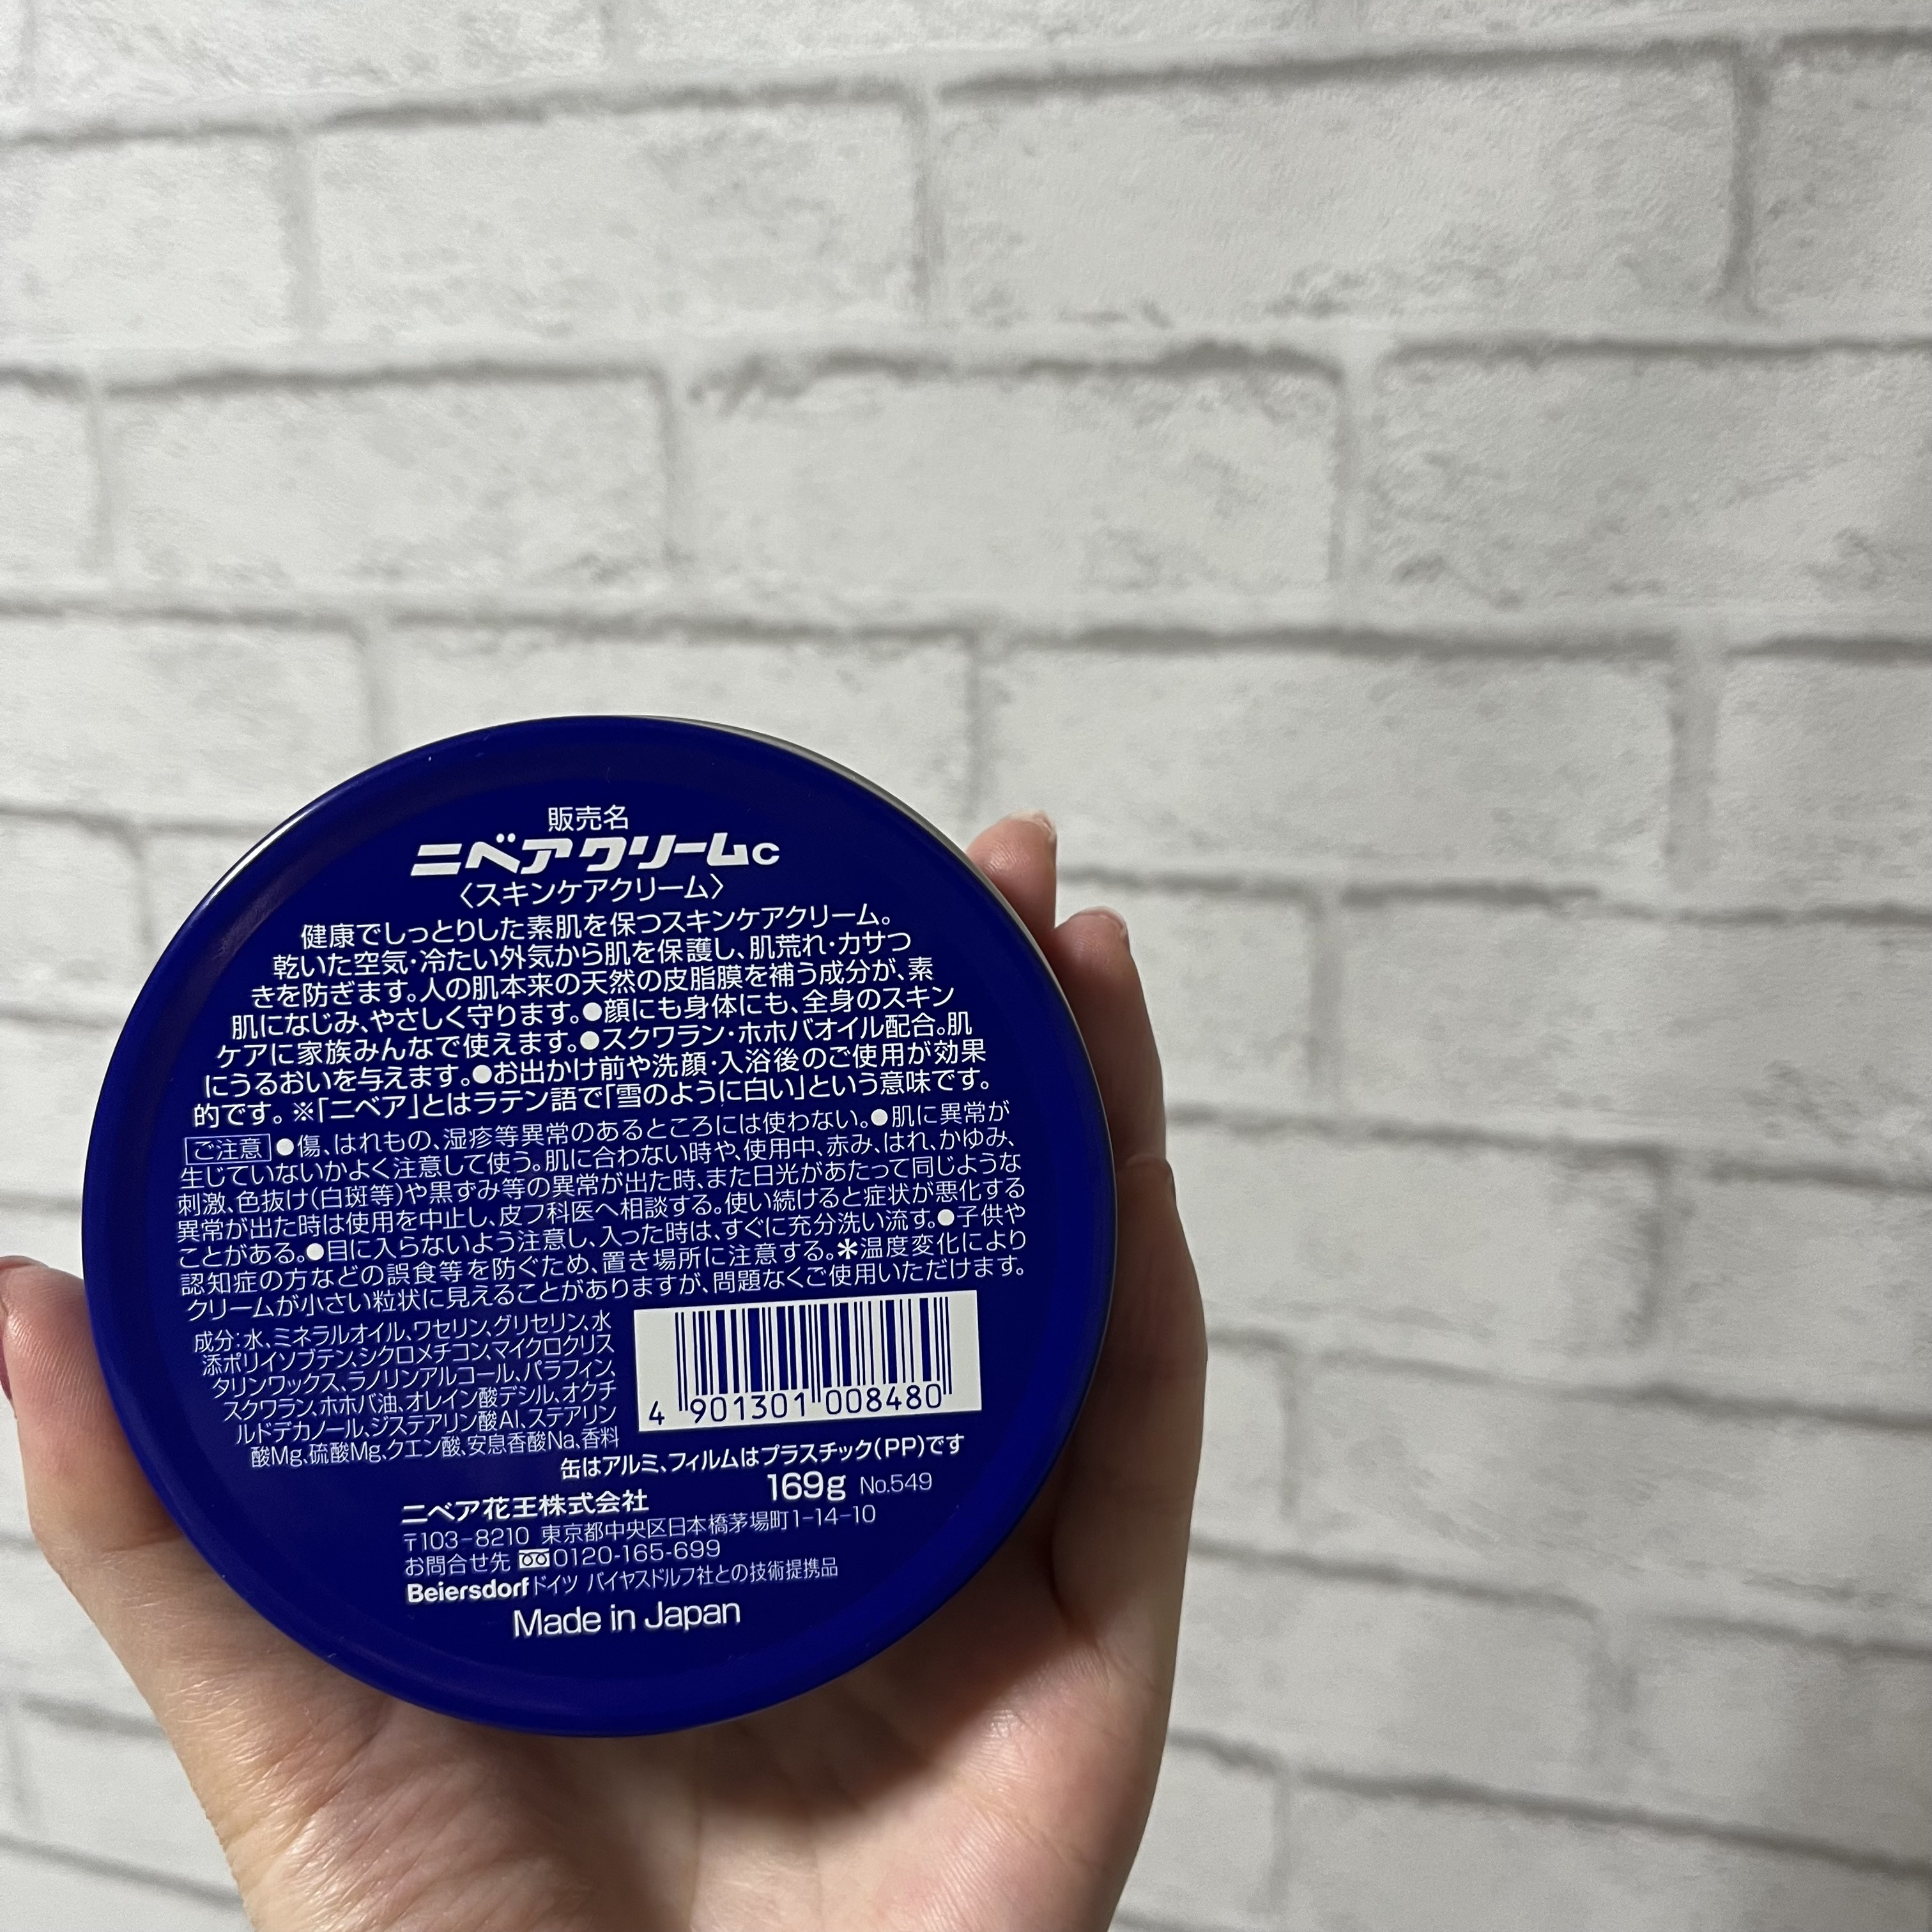 販売名
ニベアクリームc
〈スキンケアクリーム〉
健康でしっとりした素肌を保つスキンケアクリーム。
乾いた空気・冷たい外気から肌を保護し、肌荒れ・カサつ
きを防ぎます。人の肌本来の天然の皮脂膜を補う成分が、素
肌になじみ、やさしく守ります。●顔にも身体にも、全身のスキン
ケアに家族みんなで使えます。●スクワラン・ホホバオイル配合。肌
にうるおいを与えます。●お出かけ前や洗顔・入浴後のご使用が効果
的です。※「ニベア」とはラテン語で「雪のように白い」という意味です。
ご注意 ●傷、はれもの、湿疹等異常のあるところには使わない。●肌に異常が
生じていないかよく注意して使う。肌に合わない時や、使用中、赤み、はれ、かゆみ、
刺激、色抜け(白斑等)や黒ずみ等の異常が出た時、また日光があたって同じような
異常が出た時は使用を中止し、皮フ科医へ相談する。使い続けると症状が悪化する
ことがある。●目に入らないよう注意し、入った時は、すぐに充分洗い流す。●子供や
認知症の方などの誤食等を防ぐため、置き場所に注意する。＊温度変化により
クリームが小さい粒状に見えることがありますが、問題なくご使用いただけます。
成分:水、ミネラルオイル、ワセリン、グリセリン、水
添ポリイソブテン、シクロメチコン、マイクロクリス
タリンワックス、ラノリンアルコール、パラフィン、
スクワラン、ホホバ油、オレイン酸デシル、オクチ
ルドデカノール、ジステアリン酸Al、ステアリン
酸Mg、硫酸Mg、クエン酸、安息香酸Na、香料
4 901301 008480
缶はアルミ、フィルムはプラスチック(PP)です
169g No.549
ニベア花王株式会社
〒103-8210 東京都中央区日本橋茅場町1-14-10
お問合せ先 0120-165-699
Beiersdorf ドイツ バイヤスドルフ社との技術提携品
Made in Japan